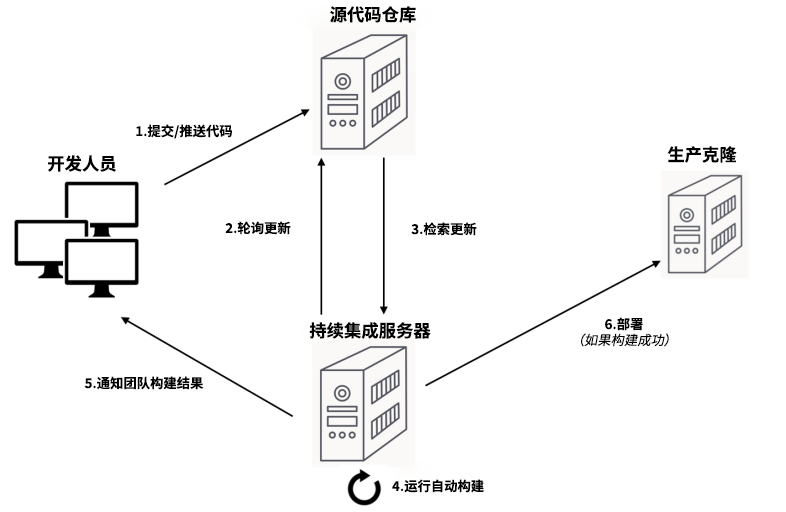 源代码仓库
1.提交/推送代码
开发人员
生产克隆
2.轮询更新
3.检索更新
持续集成服务器
6.部署
（如果构建成功）
5.通知团队构建结果
4.运行自动构建